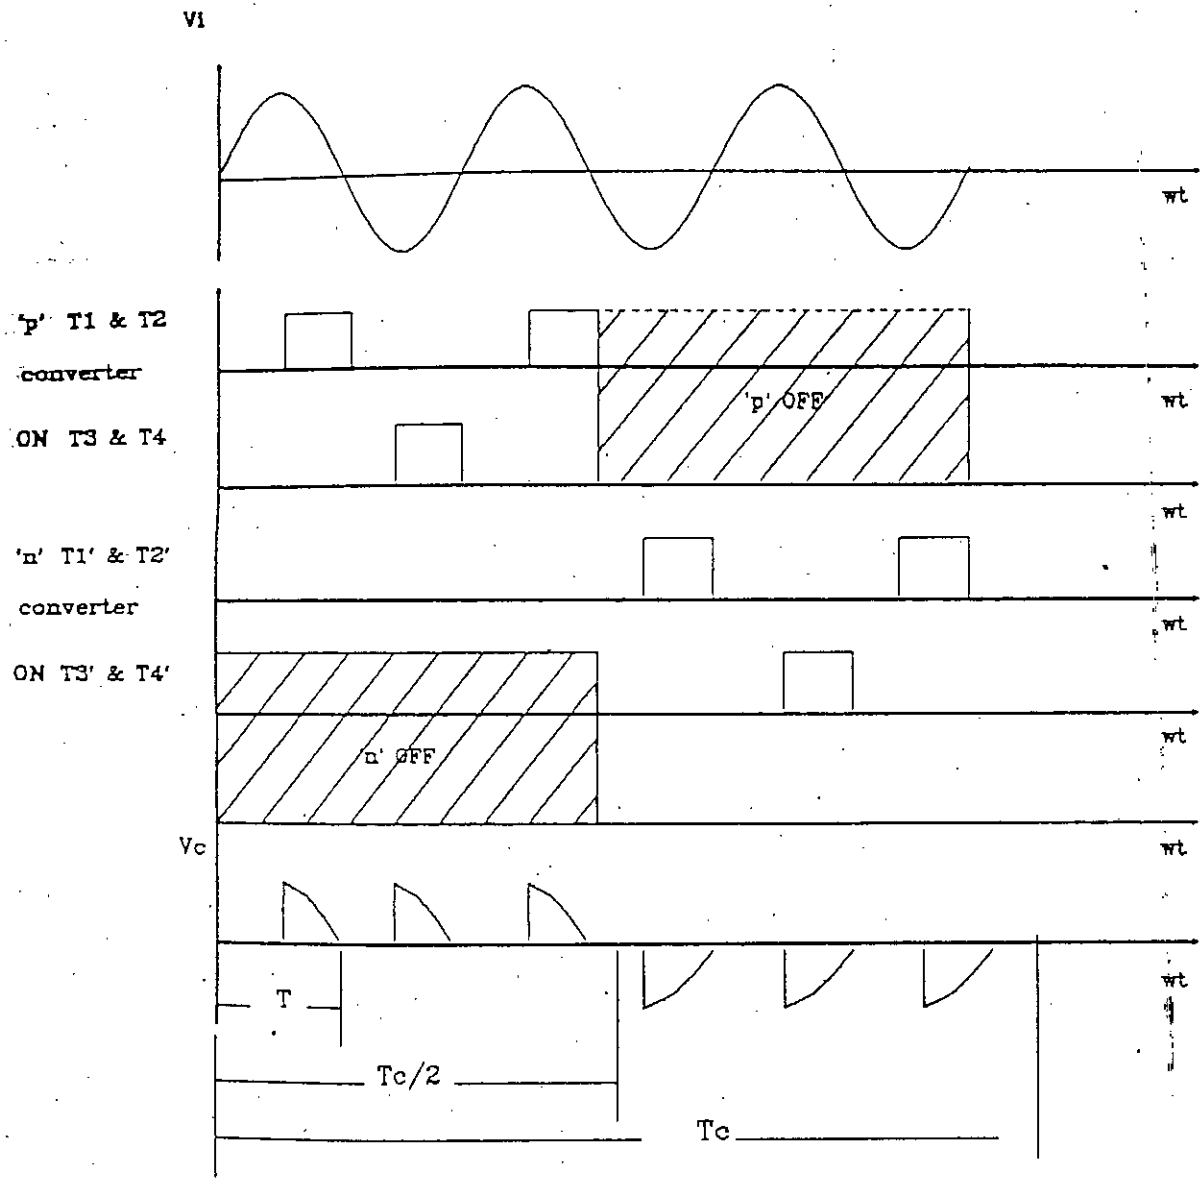 Vi
wt
'p' T1 & T2
converter
'p' OFF
wt
ON T3 & T4
wt
'n' T1' & T2'
converter
wt
ON T3' & T4'
wt
'n' OFF
Vc
wt
wt
T
Tc/2
Tc